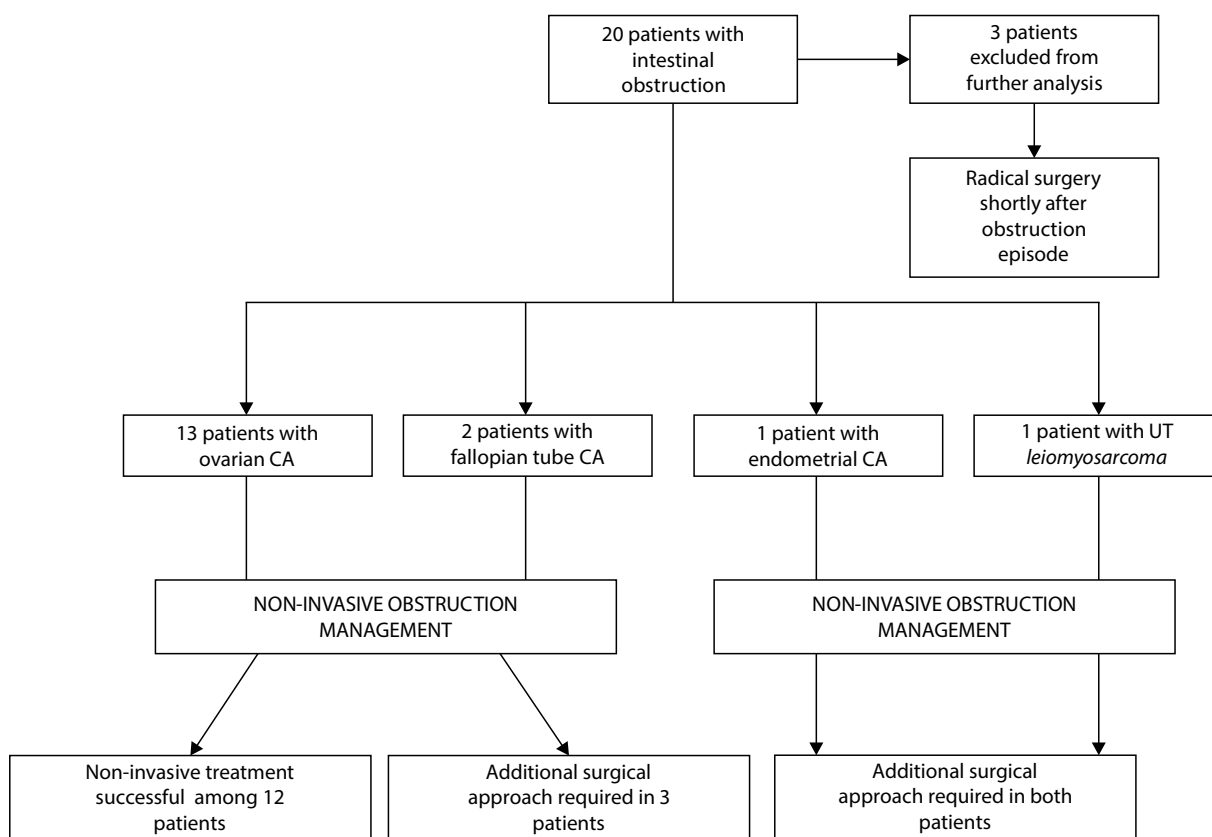 20 patients with
intestinal
obstruction
3 patients
excluded from
further analysis
Radical surgery
shortly after
obstruction
episode
13 patients with
ovarian CA
2 patients with
fallopian tube CA
1 patient with
endometrial CA
1 patient with UT
leiomyosarcoma
NON-INVASIVE OBSTRUCTION
MANAGEMENT
NON-INVASIVE OBSTRUCTION
MANAGEMENT
Non-invasive treatment
successful among 12
patients
Additional surgical
approach required in 3
patients
Additional surgical
approach required in both
patients